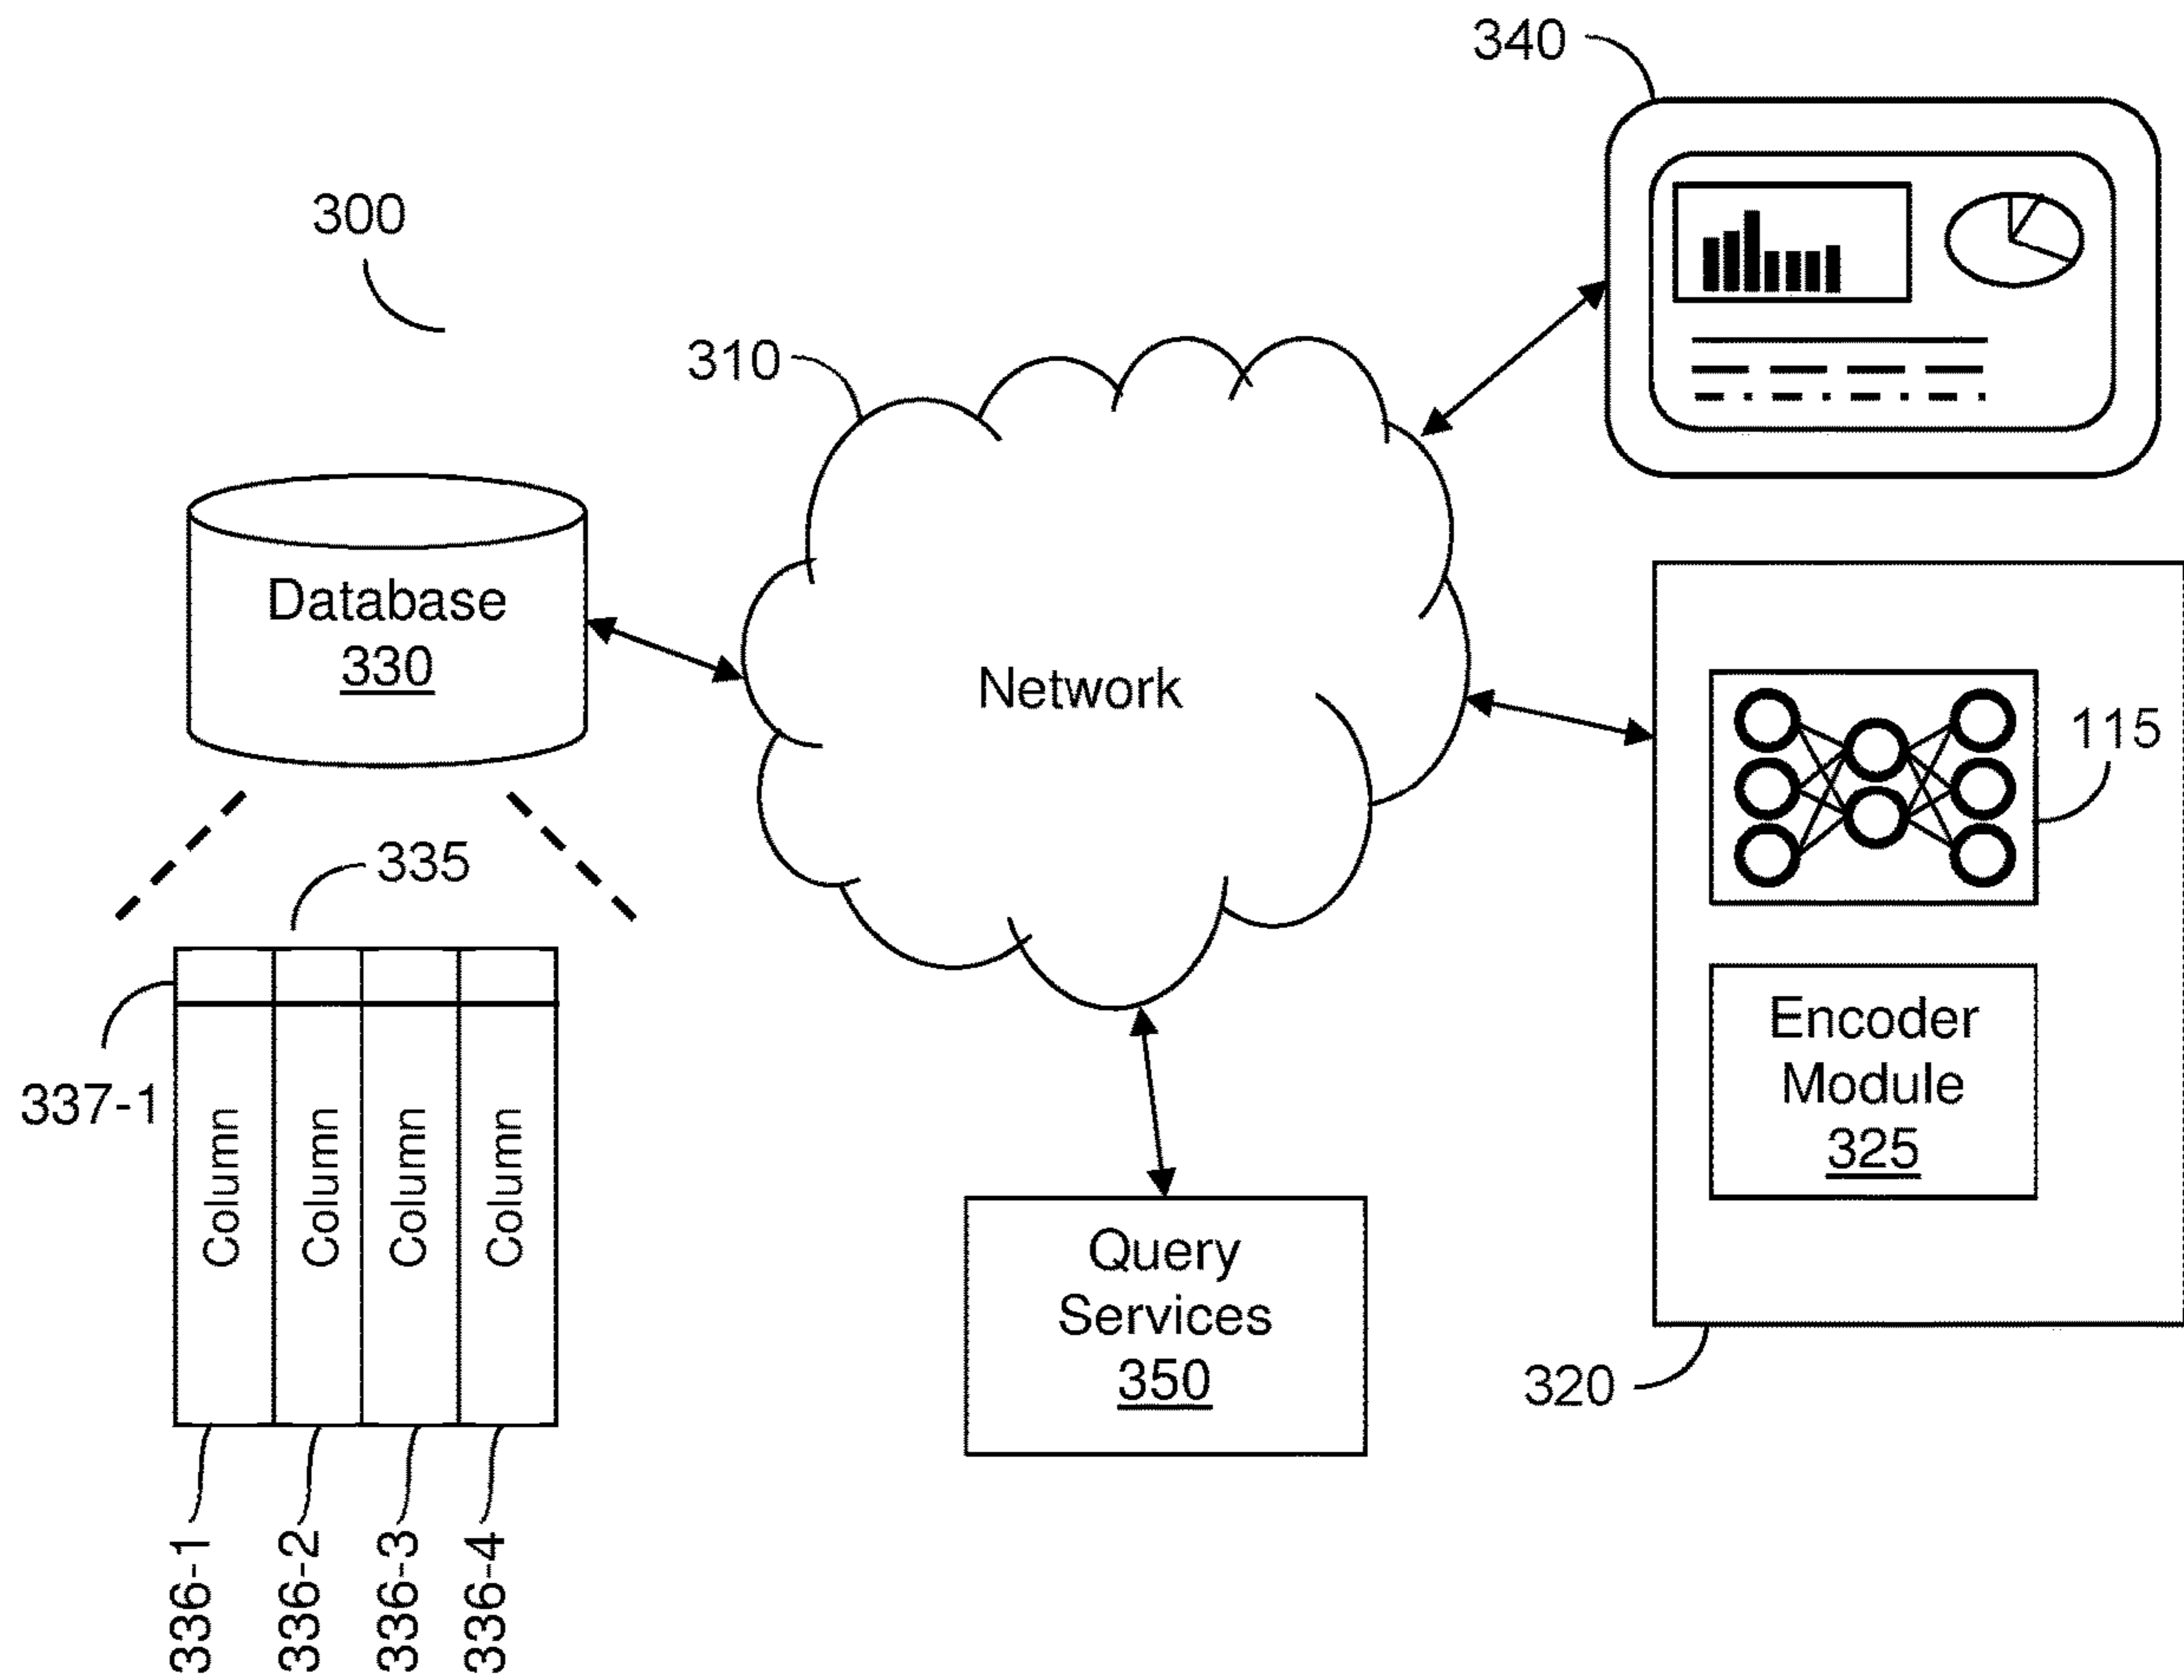 340
300
310
Database
330
Network
115
335
Encoder
Module
325
337-1
Column
Column
Column
Column
Query
Services
350
320
336-1
336-2
336-3
336-4